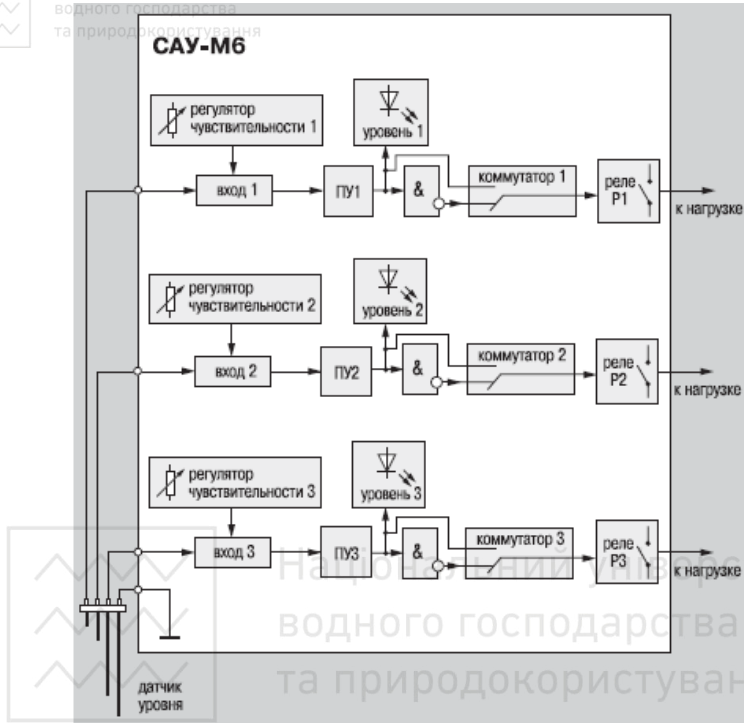 водного господарства
та природокористування
САУ-М6
регулятор
чувствительности 1
уровень 1
вход 1
ПУ1
&
коммутатор 1
реле
Р1
к нагрузке
регулятор
чувствительности 2
уровень 2
вход 2
ПУ2
&
коммутатор 2
реле
Р2
к нагрузке
регулятор
чувствительности 3
уровень 3
вход 3
ПУ3
&
коммутатор 3
реле
Р3
к нагрузке
Національний універс
водного господарства
та природокористуван
датчик
уровня